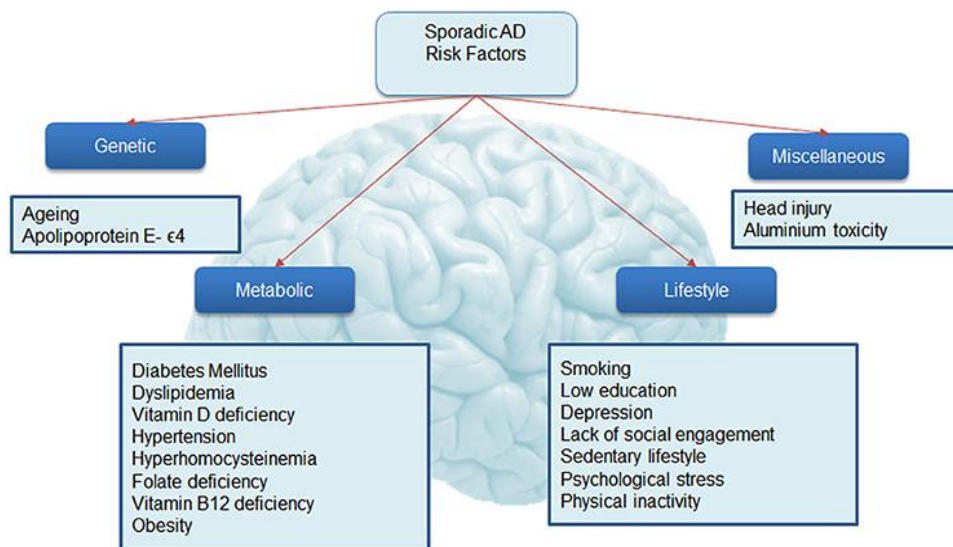 Sporadic AD
Risk Factors
Genetic
Miscellaneous
Ageing
Apolipoprotein E- ϵ4
Head injury
Aluminium toxicity
Metabolic
Lifestyle
Diabetes Mellitus
Dyslipidemia
Vitamin D deficiency
Hypertension
Hyperhomocysteinemia
Folate deficiency
Vitamin B12 deficiency
Obesity
Smoking
Low education
Depression
Lack of social engagement
Sedentary lifestyle
Psychological stress
Physical inactivity